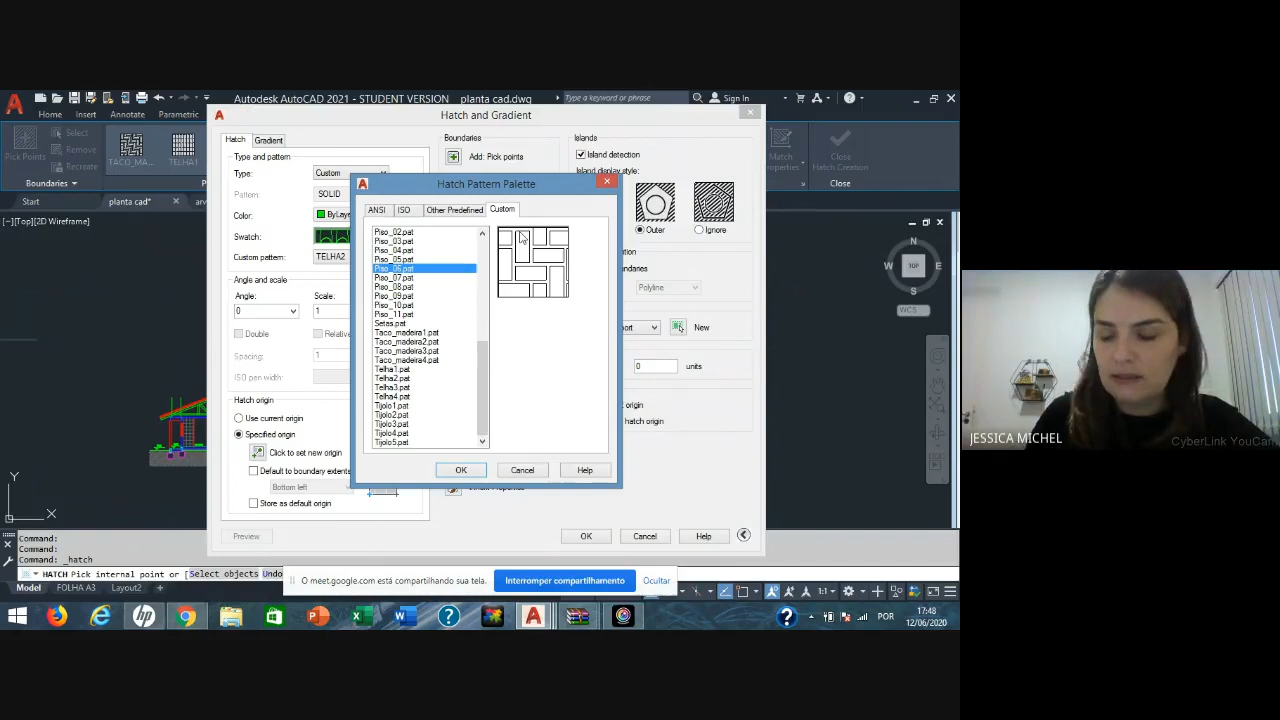 Autodesk AutoCAD 2021 - STUDENT VERSION planta cad.dwg
Type a keyword or phrase
Sign In
Home Insert Annotate Parametric
Hatch and Gradient
Pick Points
Select
Remove
Recreate
TACO_MA...
TELHA1
Match Properties
Close Hatch Creation
Boundaries
Close
Start
planta cad*
[-][Top][2D Wireframe]
Hatch
Gradient
Type and pattern
Type:
Custom
Pattern:
SOLID
Color:
Swatch:
Custom pattern:
TELHA2
Angle and scale
Angle:
Scale:
0
1
Double
Spacing:
1
ISO pen width:
Hatch origin
Use current origin
Specified origin
Click to set new origin
Default to boundary extents
Bottom left
Store as default origin
Preview
Boundaries
Add: Pick points
Islands
Island detection
Island display style:
Outer
Ignore
Polyline
New
0
units
OK
Cancel
Help
Hatch Pattern Palette
ANSI
ISO
Other Predefined
Custom
Piso_02.pat
Piso_03.pat
Piso_04.pat
Piso_05.pat
Piso_06.pat
Piso_07.pat
Piso_08.pat
Piso_09.pat
Piso_10.pat
Piso_11.pat
Setas.pat
Taco_madeira1.pat
Taco_madeira2.pat
Taco_madeira3.pat
Taco_madeira4.pat
Telha1.pat
Telha2.pat
Telha3.pat
Telha4.pat
Tijolo1.pat
Tijolo2.pat
Tijolo3.pat
Tijolo4.pat
Tijolo5.pat
OK
Cancel
Help
N
W
TOP
E
S
WCS
Y
X
Command:
Command:
Command: _hatch
HATCH Pick internal point or [Select objects Undo
Model
FOLHA A3
Layout2
O meet.google.com está compartilhando sua tela.
Interromper compartilhamento
Ocultar
1:1
POR
17:48
12/06/2020
JESSICA MICHEL
CyberLink YouCam